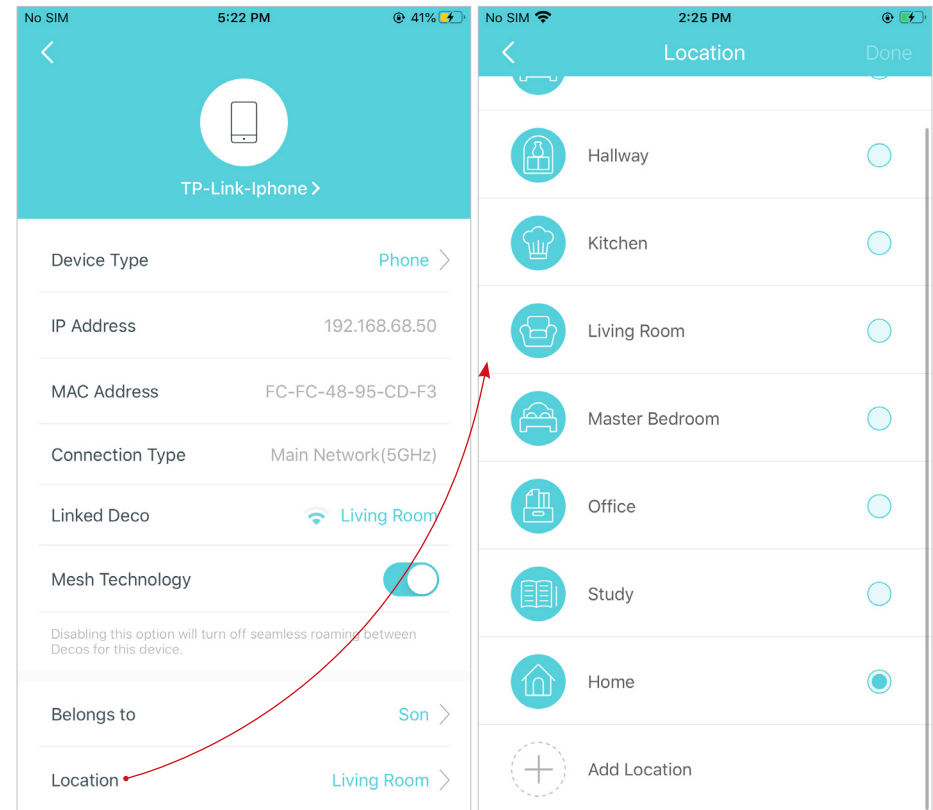 No SIM 5:22 PM 41%
TP-Link-Iphone >
Device Type Phone >
IP Address 192.168.68.50
MAC Address FC-FC-48-95-CD-F3
Connection Type Main Network(5GHz)
Linked Deco Living Room
Mesh Technology
Disabling this option will turn off seamless roaming between
Decos for this device.
Belongs to Son >
Location Living Room >
No SIM 2:25 PM
Location Done
Hallway
Kitchen
Living Room
Master Bedroom
Office
Study
Home
Add Location